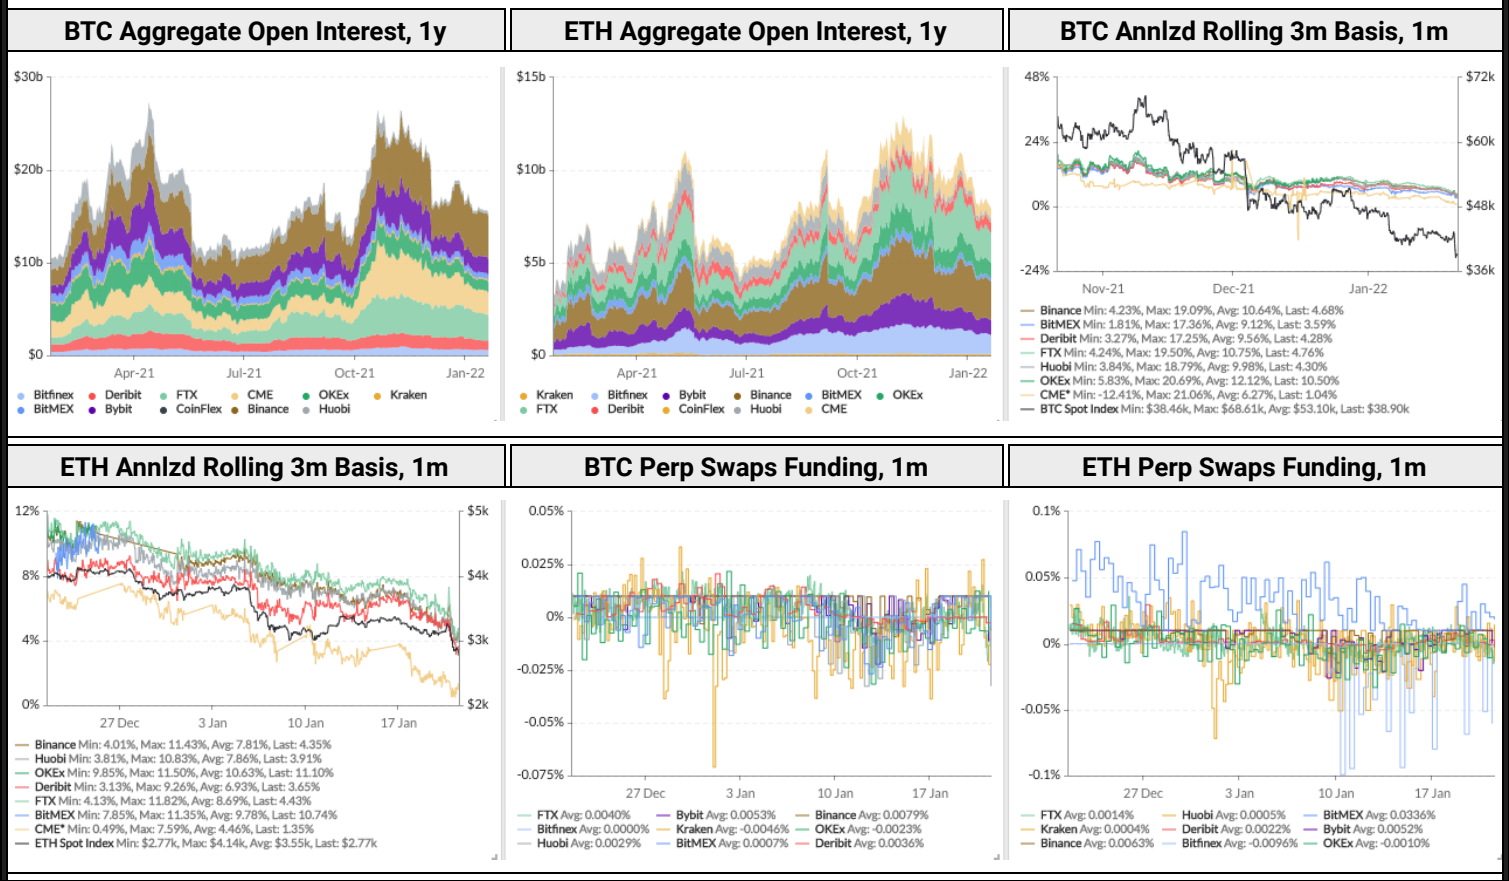 BTC Aggregate Open Interest, 1y
$30b
$20b
$10b
$0
Apr-21 Jul-21 Oct-21 Jan-22
Bitfinex Deribit FTX CME OKEx Kraken
BitMEX Bybit CoinFlex Binance Huobi
ETH Aggregate Open Interest, 1y
$15b
$10b
$5b
$0
Apr-21 Jul-21 Oct-21 Jan-22
Kraken Bitfinex Bybit Binance BitMEX OKEx
FTX Deribit CoinFlex Huobi CME
BTC Annlzd Rolling 3m Basis, 1m
48% $72k
24% $60k
0% $48k
-24% $36k
Nov-21 Dec-21 Jan-22
Binance Min: 4.23%, Max: 19.09%, Avg: 10.64%, Last: 4.68%
BitMEX Min: 1.81%, Max: 17.36%, Avg: 9.12%, Last: 3.59%
Deribit Min: 3.27%, Max: 17.25%, Avg: 9.56%, Last: 4.28%
FTX Min: 4.24%, Max: 19.50%, Avg: 10.75%, Last: 4.76%
Huobi Min: 3.84%, Max: 18.79%, Avg: 9.98%, Last: 4.30%
OKEx Min: 5.83%, Max: 20.69%, Avg: 12.12%, Last: 10.50%
CME* Min: -12.41%, Max: 21.06%, Avg: 6.27%, Last: 1.04%
BTC Spot Index Min: $38.46k, Max: $68.61k, Avg: $53.10k, Last: $38.90k
ETH Annlzd Rolling 3m Basis, 1m
12% $5k
8% $4k
4% $3k
0% $2k
27 Dec 3 Jan 10 Jan 17 Jan
Binance Min: 4.01%, Max: 11.43%, Avg: 7.81%, Last: 4.35%
Huobi Min: 3.81%, Max: 10.83%, Avg: 7.86%, Last: 3.91%
OKEx Min: 9.85%, Max: 11.50%, Avg: 10.63%, Last: 11.10%
Deribit Min: 3.13%, Max: 9.26%, Avg: 6.93%, Last: 3.65%
FTX Min: 4.13%, Max: 11.82%, Avg: 8.69%, Last: 4.43%
BitMEX Min: 7.85%, Max: 11.35%, Avg: 9.78%, Last: 10.74%
CME* Min: 0.49%, Max: 7.59%, Avg: 4.46%, Last: 1.35%
ETH Spot Index Min: $2.77k, Max: $4.14k, Avg: $3.55k, Last: $2.77k
BTC Perp Swaps Funding, 1m
0.05%
0.025%
0%
-0.025%
-0.05%
-0.075%
27 Dec 3 Jan 10 Jan 17 Jan
FTX Avg: 0.0040% Bybit Avg: 0.0053% Binance Avg: 0.0079%
Bitfinex Avg: 0.0000% Kraken Avg: -0.0046% OKEx Avg: -0.0023%
Huobi Avg: 0.0029% BitMEX Avg: 0.0007% Deribit Avg: 0.0036%
ETH Perp Swaps Funding, 1m
0.1%
0.05%
0%
-0.05%
-0.1%
27 Dec 3 Jan 10 Jan 17 Jan
FTX Avg: 0.0014% Huobi Avg: 0.0005% BitMEX Avg: 0.0336%
Kraken Avg: 0.0004% Deribit Avg: 0.0022% Bybit Avg: 0.0052%
Binance Avg: 0.0063% Bitfinex Avg: -0.0096% OKEx Avg: -0.0010%